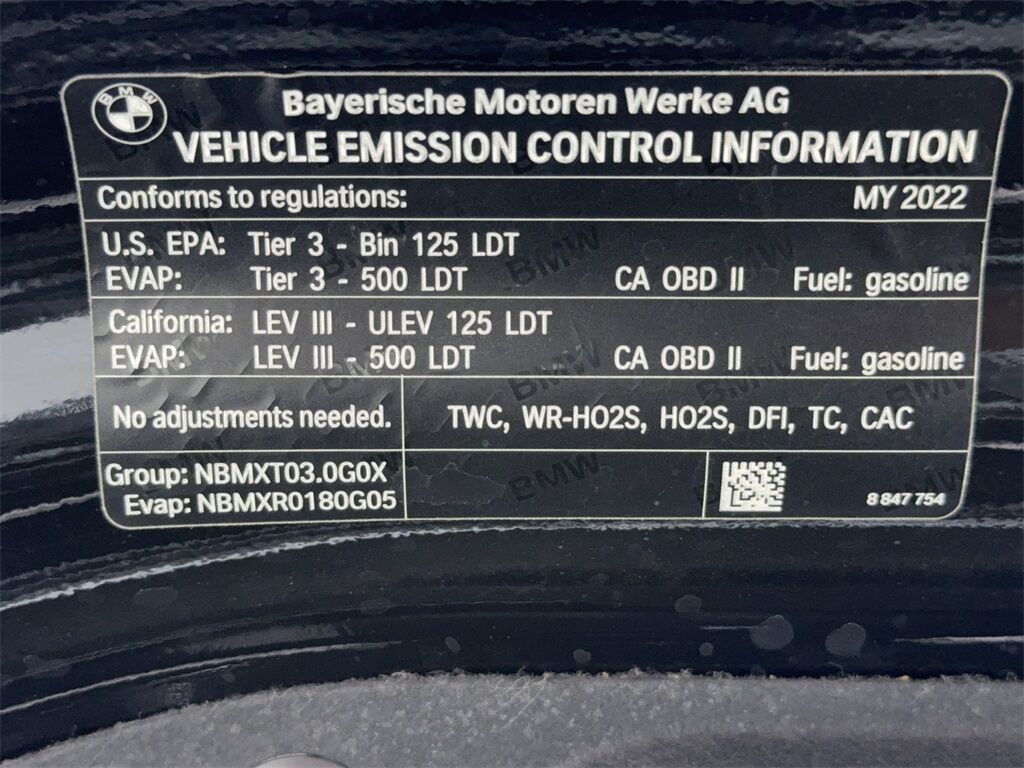 BMW
Bayerische Motoren Werke AG
VEHICLE EMISSION CONTROL INFORMATION
Conforms to regulations: MY 2022
U.S. EPA: Tier 3 - Bin 125 LDT
EVAP: Tier 3 - 500 LDT CA OBD II Fuel: gasoline
California: LEV III - ULEV 125 LDT
EVAP: LEV III - 500 LDT CA OBD II Fuel: gasoline
No adjustments needed. TWC, WR-HO2S, HO2S, DFI, TC, CAC
Group: NBMXT03.0G0X
Evap: NBMXR0180G05 8 847 754